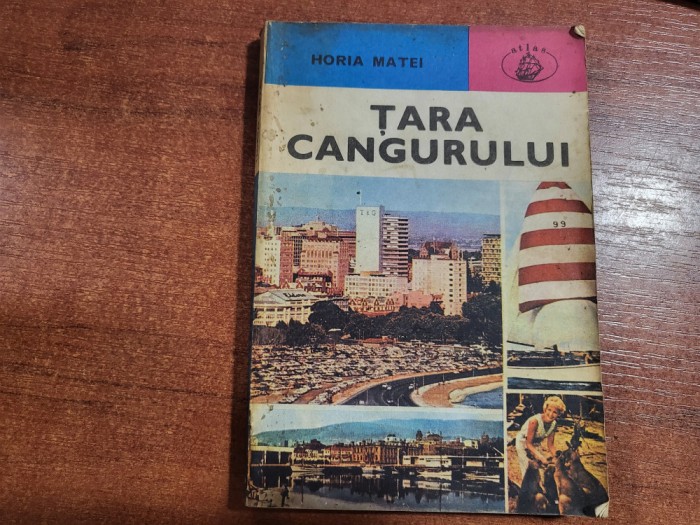 HORIA MATEI
atlas
ȚARA
CANGURULUI
99